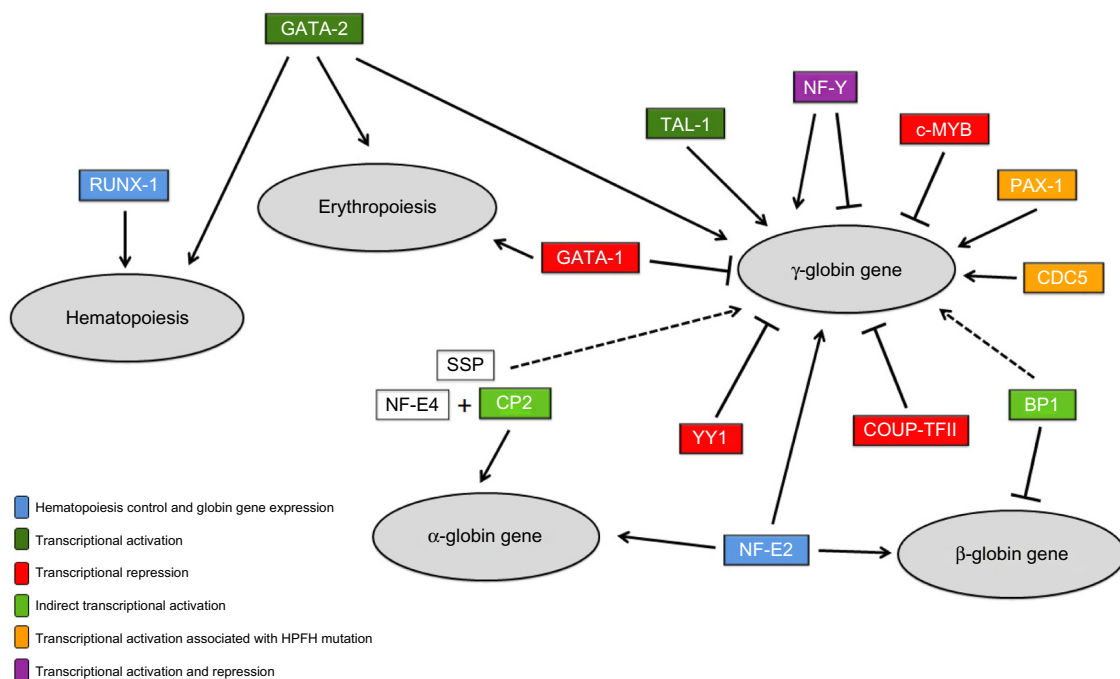 GATA-2
NF-Y
TAL-1
c-MYB
RUNX-1
PAX-1
Erythropoiesis
GATA-1
γ-globin gene
CDC5
Hematopoiesis
SSP
NF-E4 + CP2
BP1
YY1
COUP-TFII
α-globin gene
NF-E2
β-globin gene
Hematopoiesis control and globin gene expression
Transcriptional activation
Transcriptional repression
Indirect transcriptional activation
Transcriptional activation associated with HPFH mutation
Transcriptional activation and repression